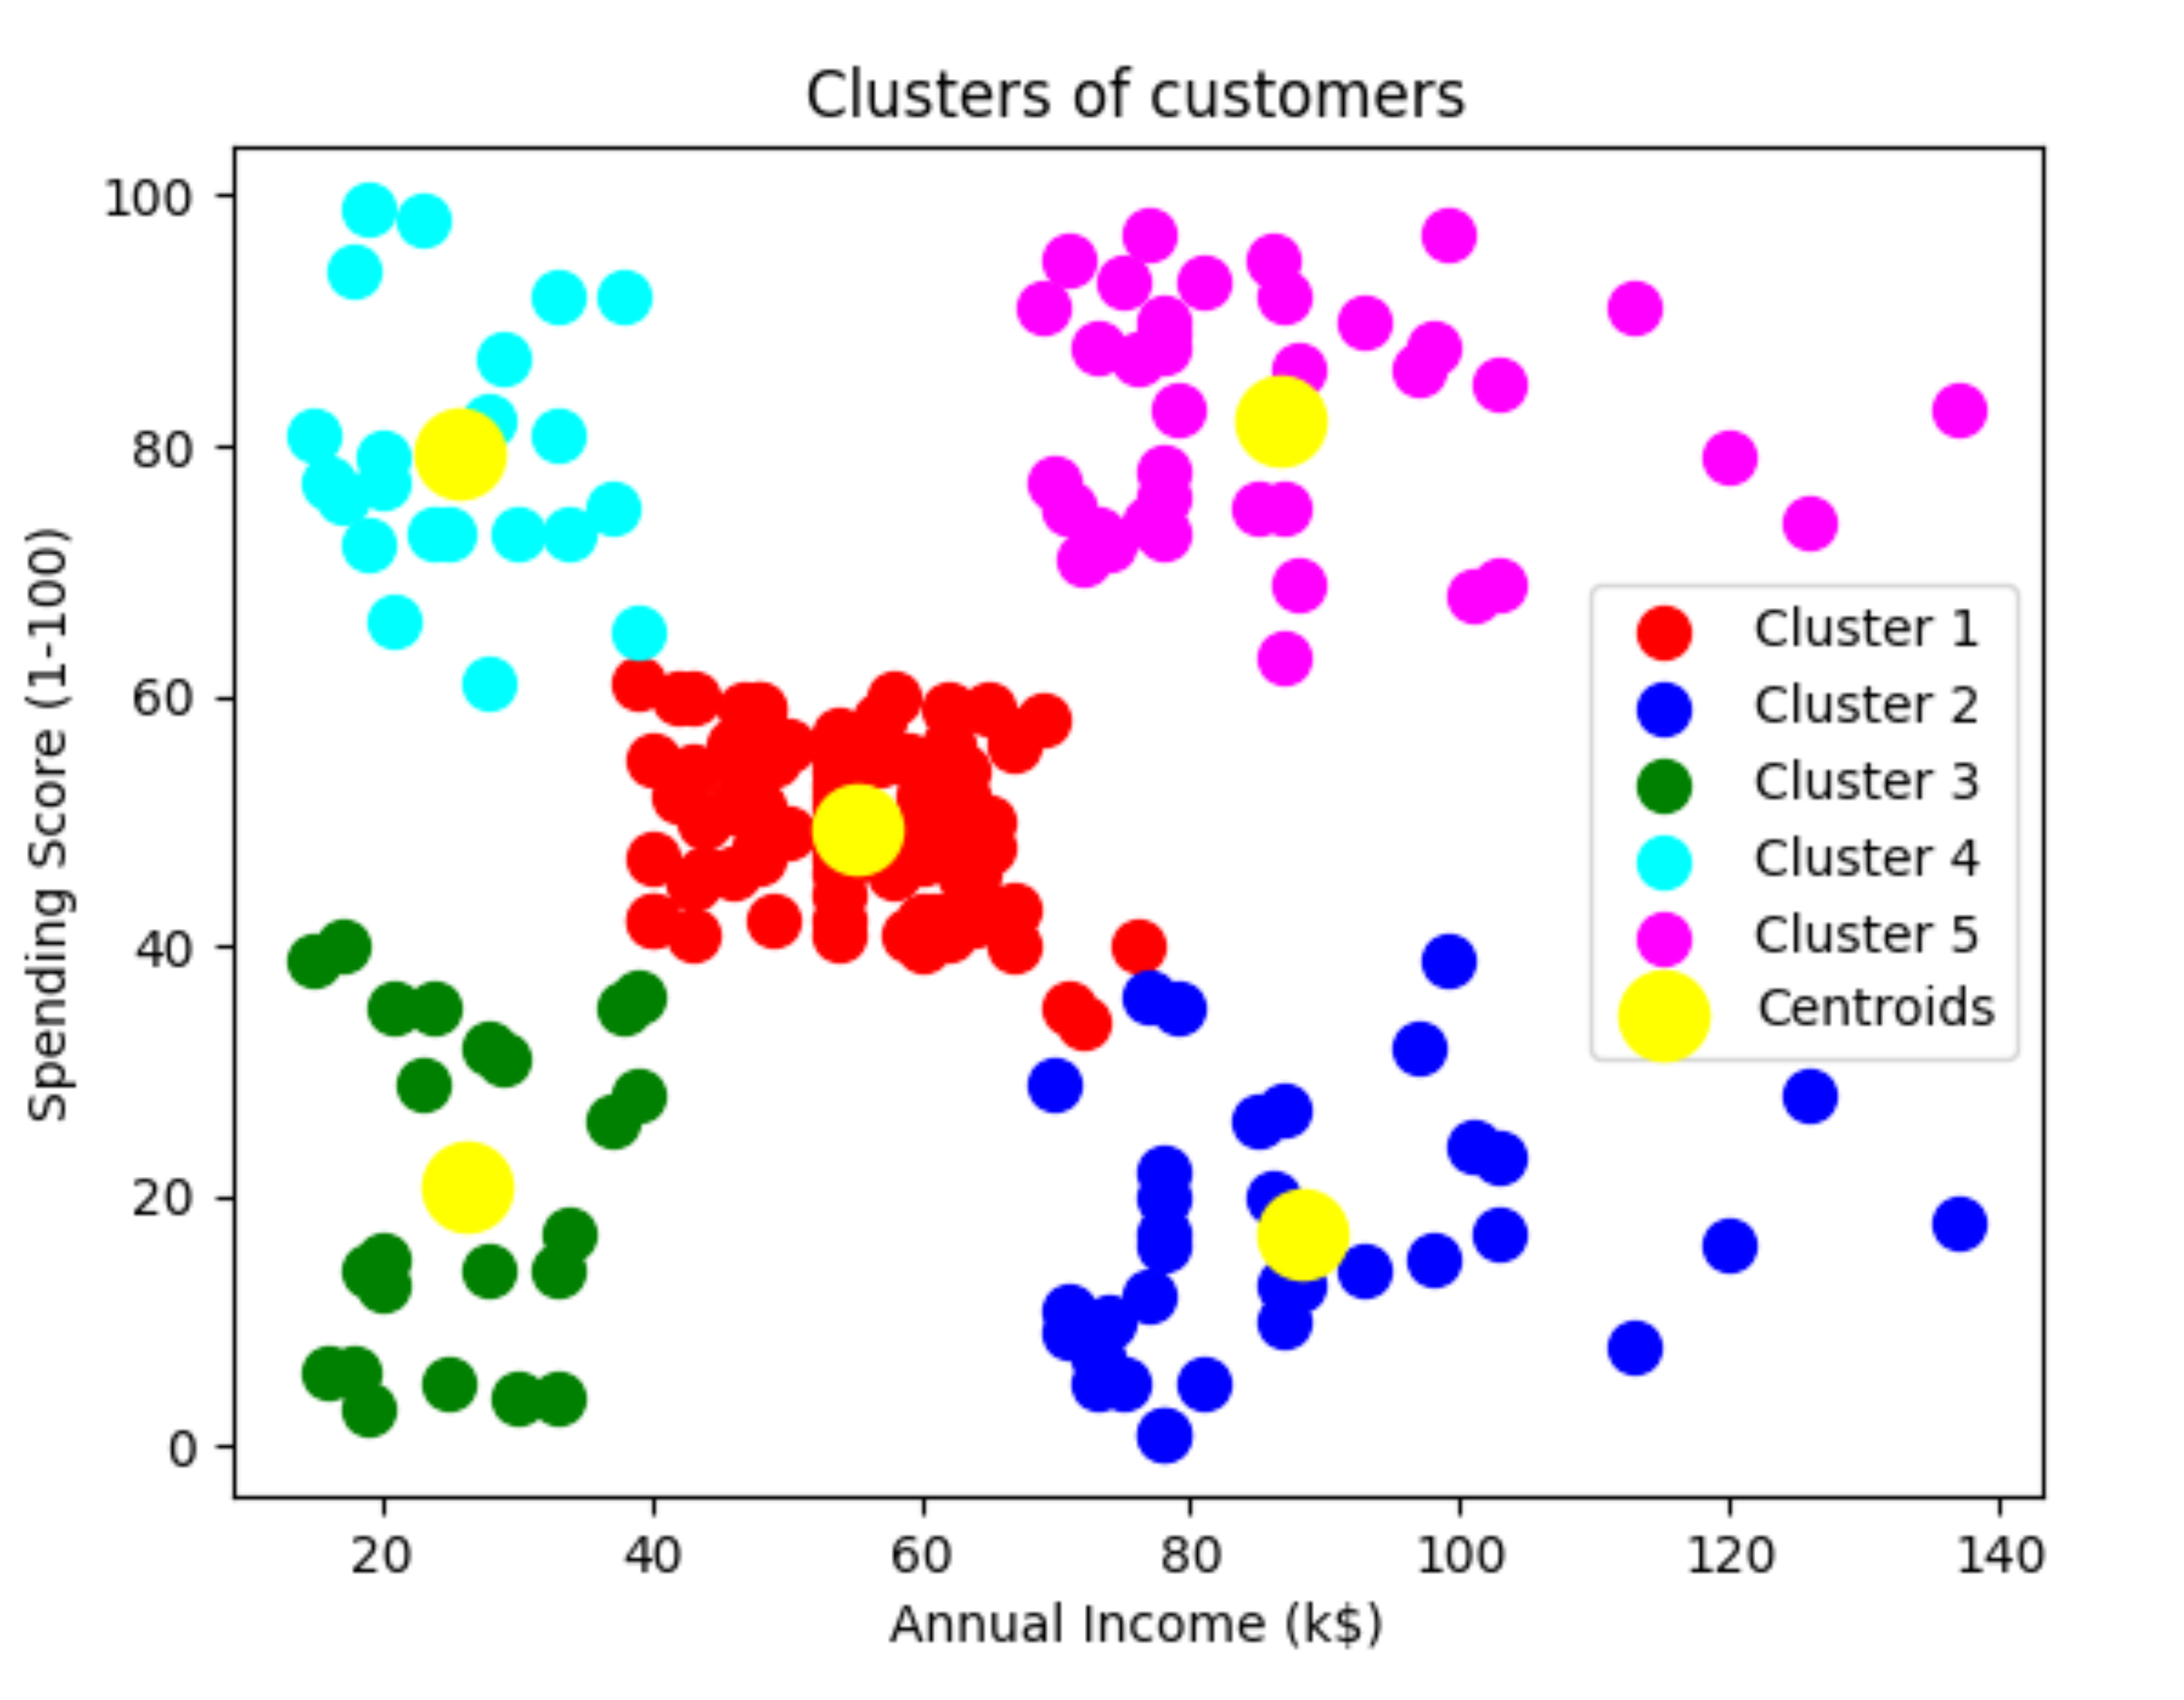 Clusters of customers
100
80
60
40
20
0
Spending Score (1-100)
Cluster 1
Cluster 2
Cluster 3
Cluster 4
Cluster 5
Centroids
20 40 60 80 100 120 140
Annual Income (k$)